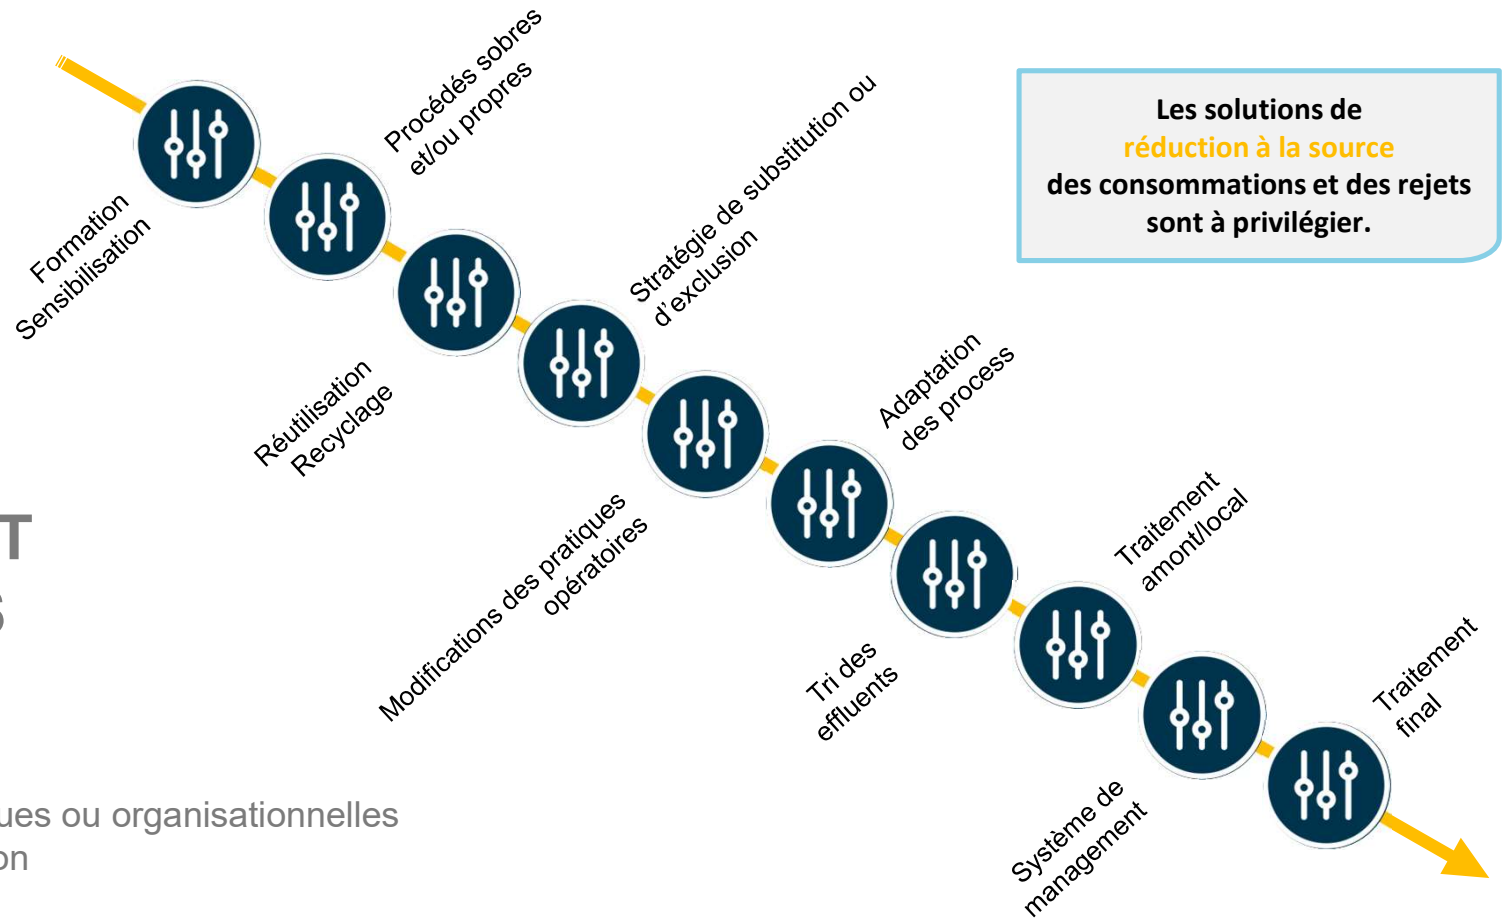 Procédés sobres
et/ou propres
Les solutions de
réduction à la source
des consommations et des rejets
sont à privilégier.
Formation
Sensibilisation
Stratégie de substitution ou
d’exclusion
Réutilisation
Recyclage
Adaptation
des process
Modifications des pratiques
opératoires
Traitement
amont/local
T
S
Tri des
effluents
Traitement
final
Système de
management
ues ou organisationnelles
on